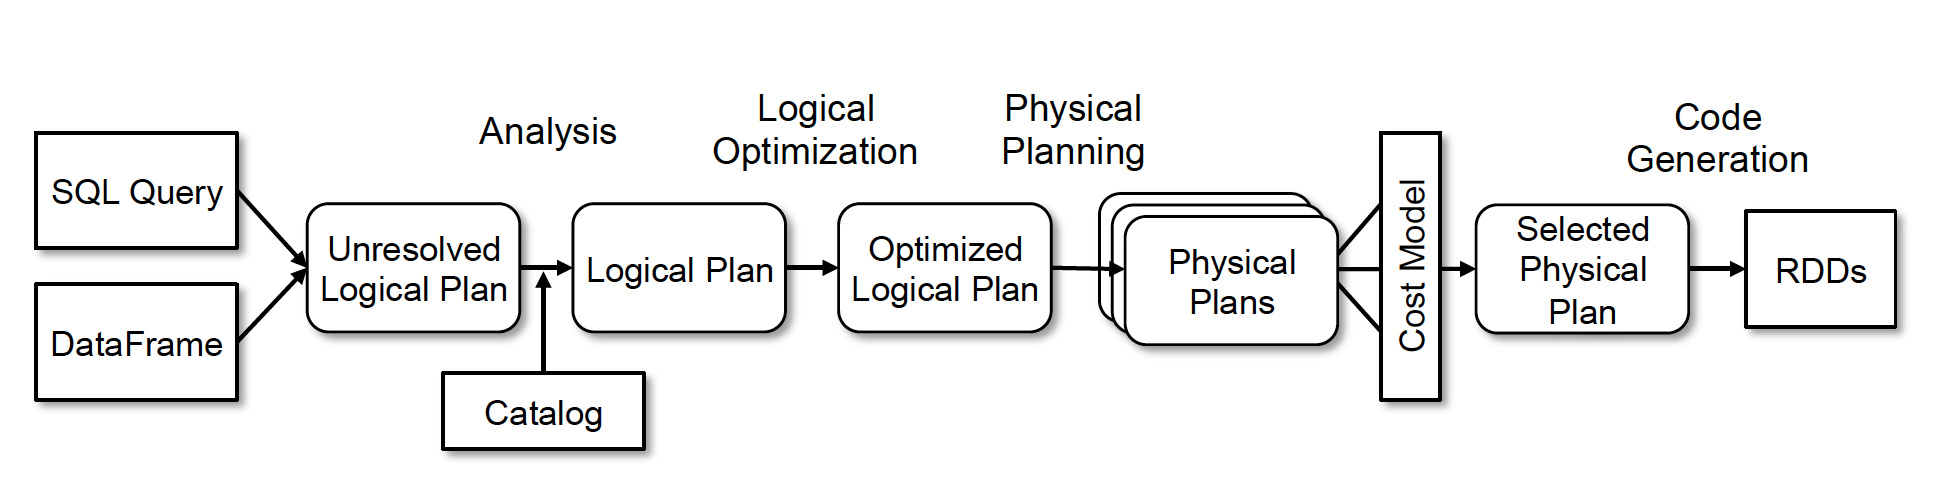 Analysis
Logical
Optimization
Physical
Planning
Code
Generation
SQL Query
DataFrame
Unresolved
Logical Plan
Catalog
Logical Plan
Optimized
Logical Plan
Physical
Plans
Cost Model
Selected
Physical
Plan
RDDs